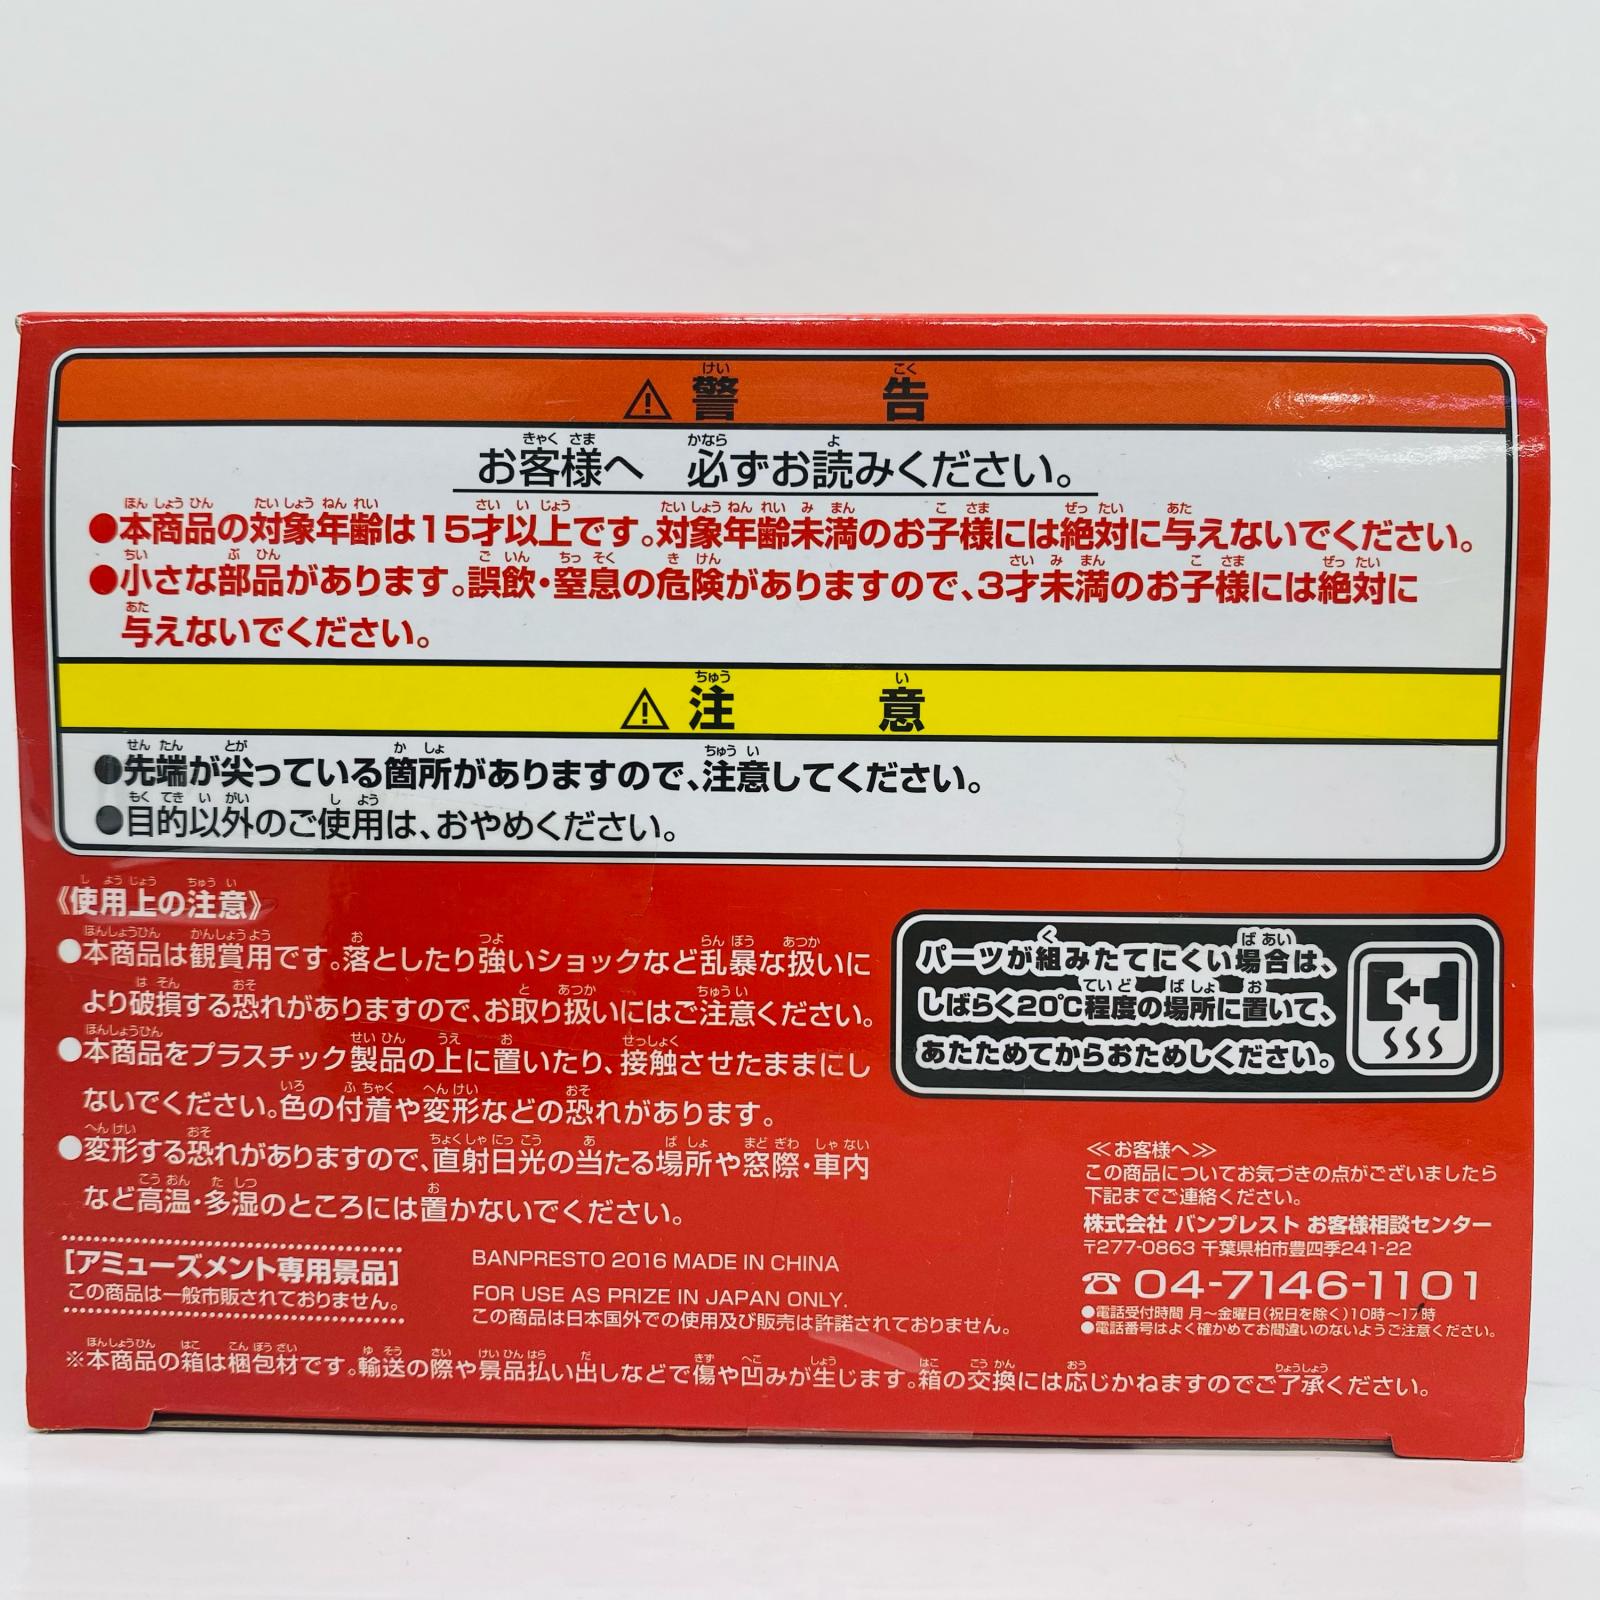 ⚠警告
お客様へ 必ずお読みください。
●本商品の対象年齢は15才以上です。対象年齢未満のお子様には絶対に与えないでください。
●小さな部品があります。誤飲・窒息の危険がありますので、3才未満のお子様には絶対に
与えないでください。
⚠注意
●先端が尖っている箇所がありますので、注意してください。
●目的以外のご使用は、おやめください。
《使用上の注意》
●本商品は観賞用です。落としたり強いショックなど乱暴な扱いに
より破損する恐れがありますので、お取り扱いにはご注意ください。
●本商品をプラスチック製品の上に置いたり、接触させたままにし
ないでください。色の付着や変形などの恐れがあります。
●変形する恐れがありますので、直射日光の当たる場所や窓際・車内
など高温・多湿のところには置かないでください。
パーツが組みたてにくい場合は、
しばらく20℃程度の場所に置いて、
あたためてからおためしください。
≪お客様へ≫
この商品についてお気づきの点がございましたら
下記までご連絡ください。
株式会社 バンプレスト お客様相談センター
〒277-0863 千葉県柏市豊四季241-22
☎04-7146-1101
●電話受付時間 月～金曜日(祝日を除く)10時～17時
●電話番号はよく確かめてお間違いのないようご注意ください。
[アミューズメント専用景品]
この商品は一般市販されておりません。
BANPRESTO 2016 MADE IN CHINA
FOR USE AS PRIZE IN JAPAN ONLY.
この商品は日本国外での使用及び販売は許諾されておりません。
※本商品の箱は梱包材です。輸送の際や景品払い出しなどで傷や凹みが生じます。箱の交換には応じかねますのでご了承ください。